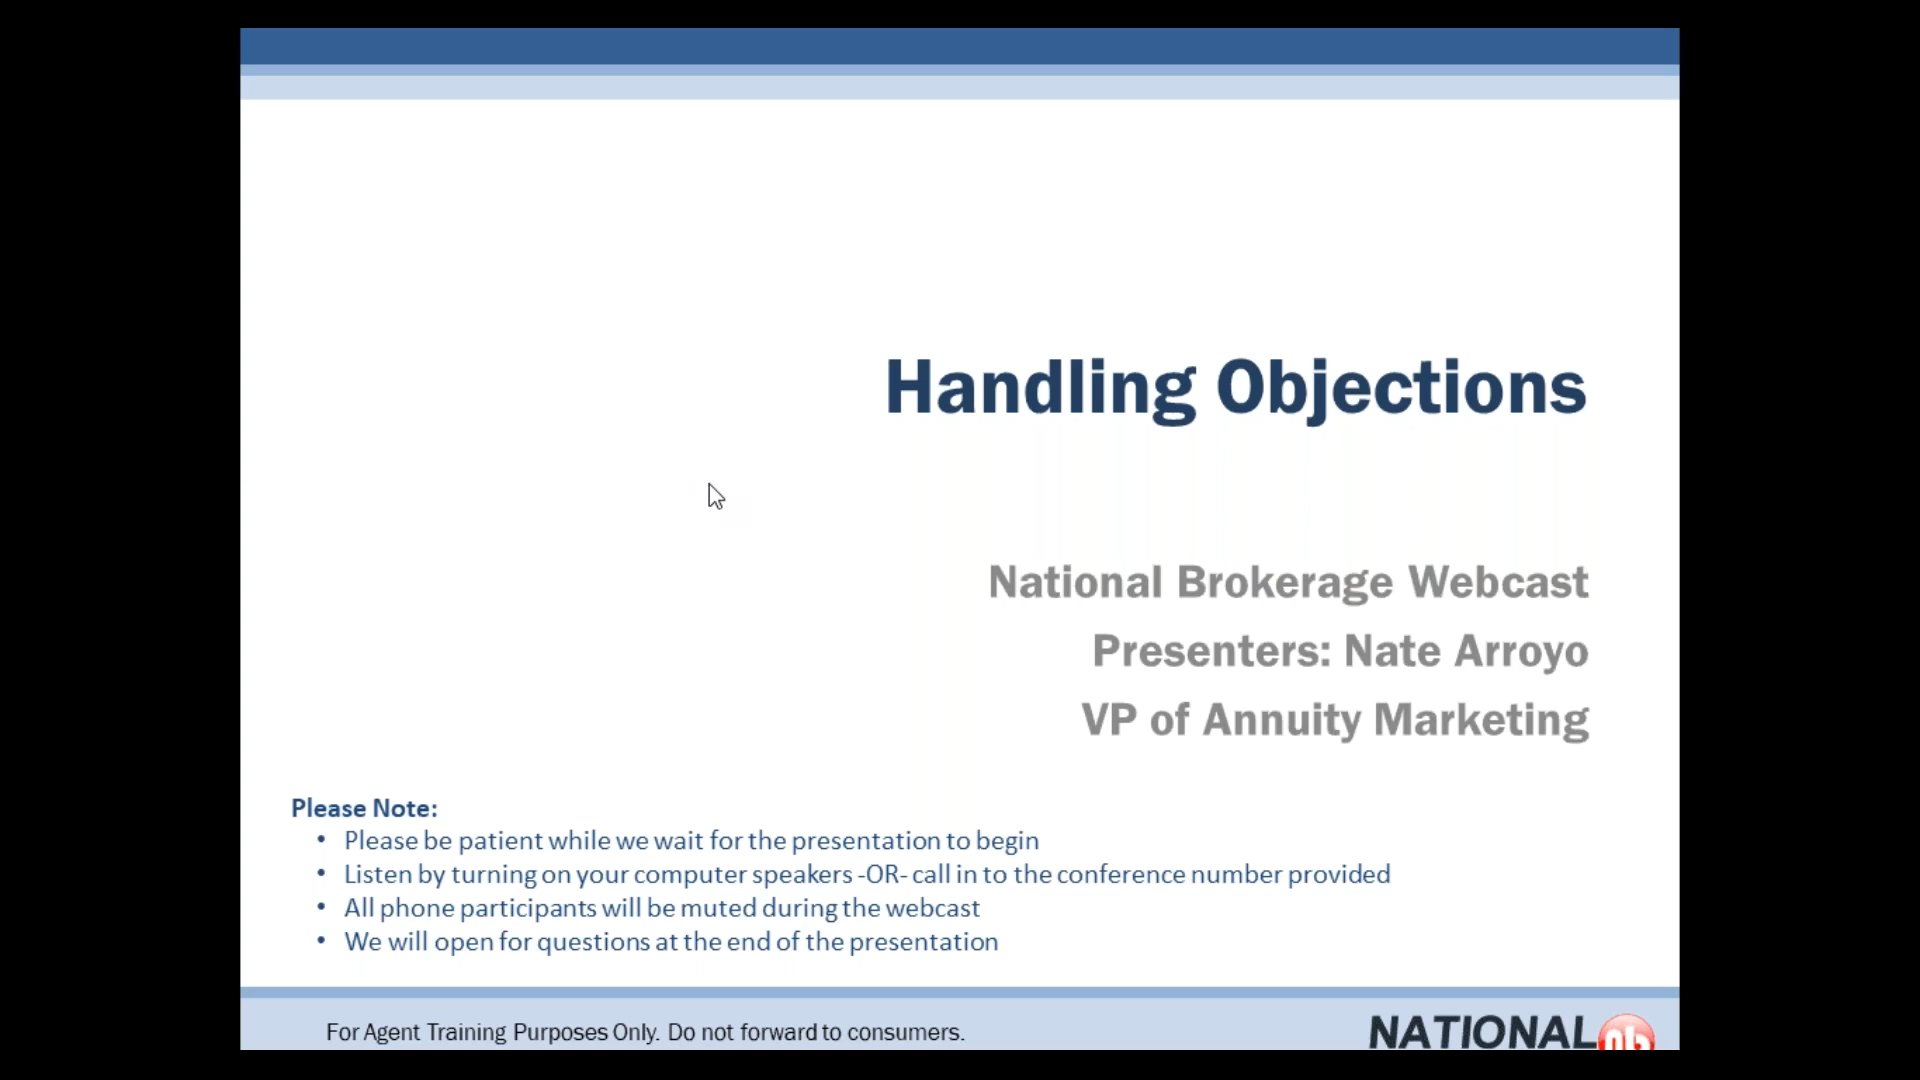 Handling Objections
National Brokerage Webcast
Presenters: Nate Arroyo
VP of Annuity Marketing
Please Note:
• Please be patient while we wait for the presentation to begin
• Listen by turning on your computer speakers -OR- call in to the conference number provided
• All phone participants will be muted during the webcast
• We will open for questions at the end of the presentation
For Agent Training Purposes Only. Do not forward to consumers.
NATIONAL nb